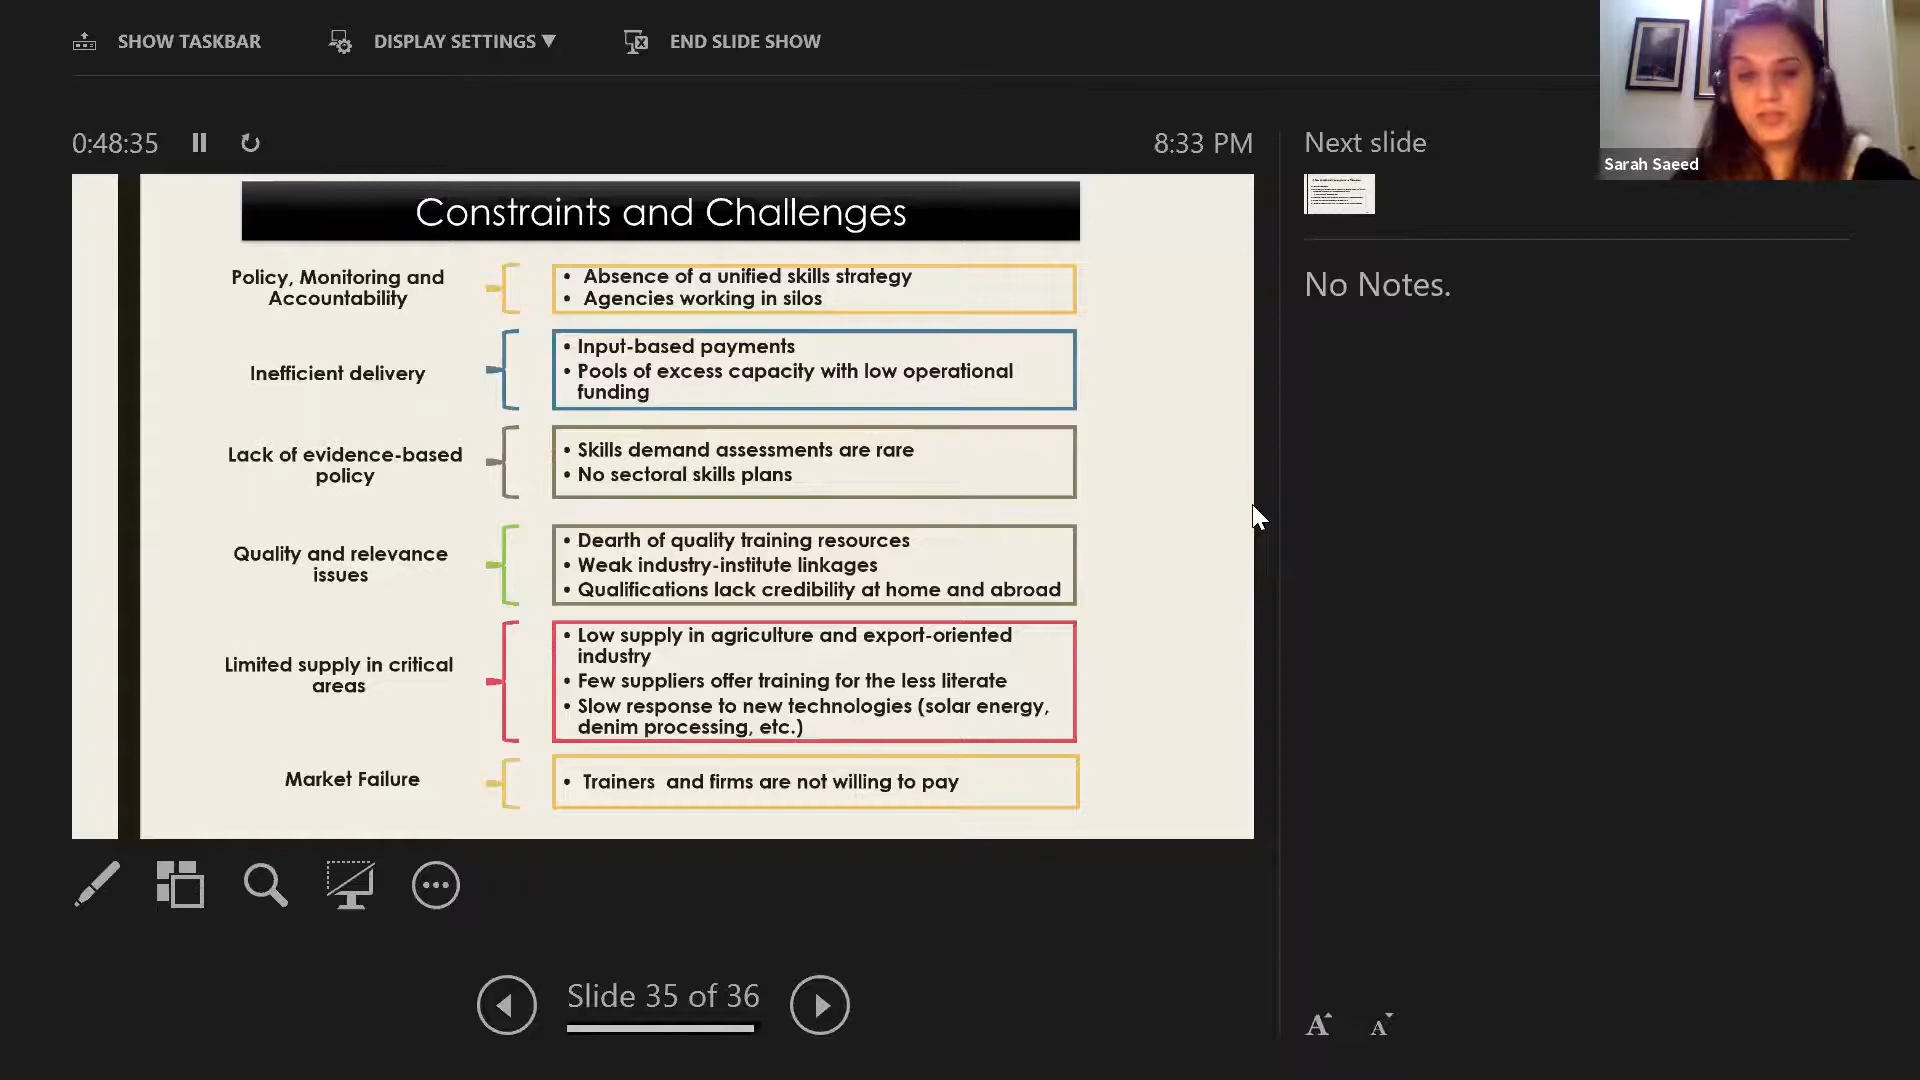 SHOW TASKBAR
DISPLAY SETTINGS ▼
END SLIDE SHOW
Sarah Saeed
0:48:35
8:33 PM
Next slide
No Notes.
Constraints and Challenges
Policy, Monitoring and
Accountability
• Absence of a unified skills strategy
• Agencies working in silos
Inefficient delivery
• Input-based payments
• Pools of excess capacity with low operational
funding
Lack of evidence-based
policy
• Skills demand assessments are rare
• No sectoral skills plans
Quality and relevance
issues
• Dearth of quality training resources
• Weak industry-institute linkages
• Qualifications lack credibility at home and abroad
Limited supply in critical
areas
• Low supply in agriculture and export-oriented
industry
• Few suppliers offer training for the less literate
• Slow response to new technologies (solar energy,
denim processing, etc.)
Market Failure
• Trainers and firms are not willing to pay
Slide 35 of 36
A A